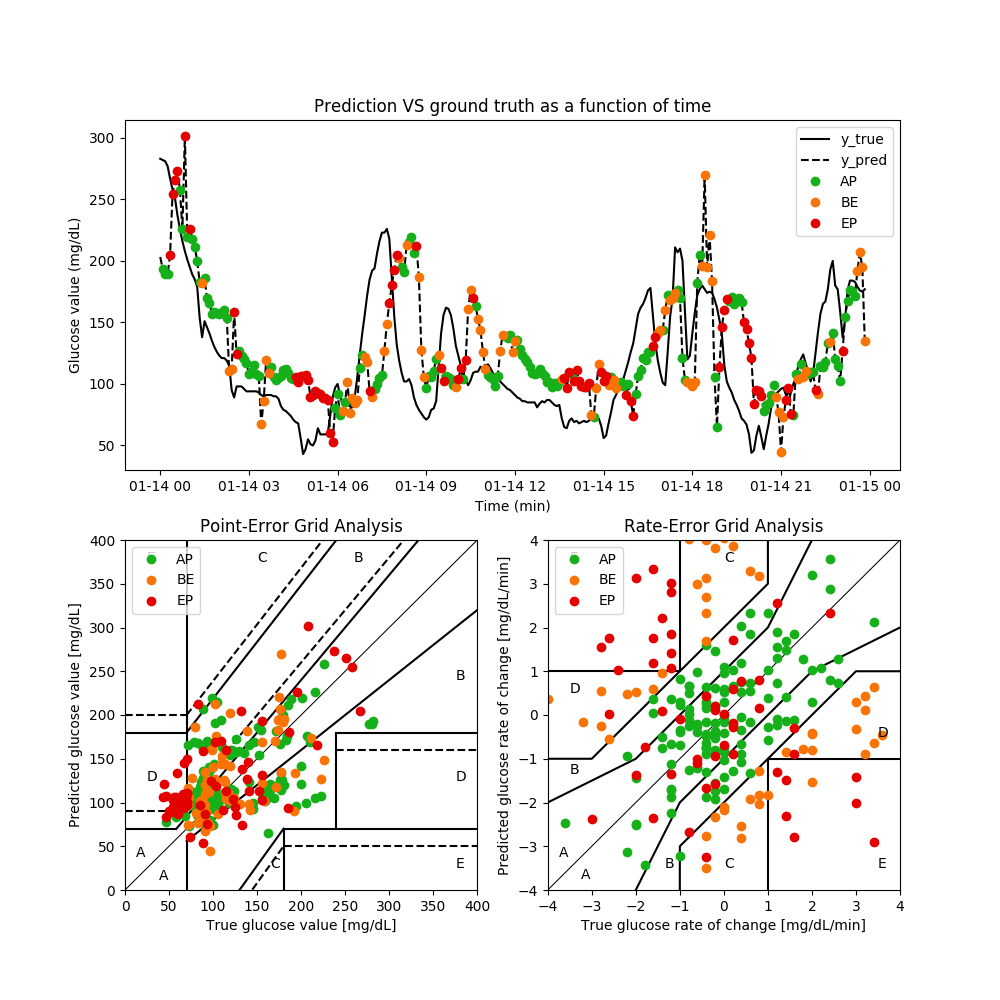 Prediction VS ground truth as a function of time
Glucose value (mg/dL)
300
250
200
150
100
50
y_true
y_pred
AP
BE
EP
01-14 00 01-14 03 01-14 06 01-14 09 01-14 12 01-14 15 01-14 18 01-14 21 01-15 00
Time (min)
Point-Error Grid Analysis
Predicted glucose value [mg/dL]
400
350
300
250
200
150
100
50
0
AP
BE
EP
C
B
B
D
D
A
A
C
E
0 50 100 150 200 250 300 350 400
True glucose value [mg/dL]
Rate-Error Grid Analysis
Predicted glucose rate of change [mg/dL/min]
4
3
2
1
0
−1
−2
−3
−4
AP
BE
EP
C
D
D
B
A
A
B
C
E
−4 −3 −2 −1 0 1 2 3 4
True glucose rate of change [mg/dL/min]